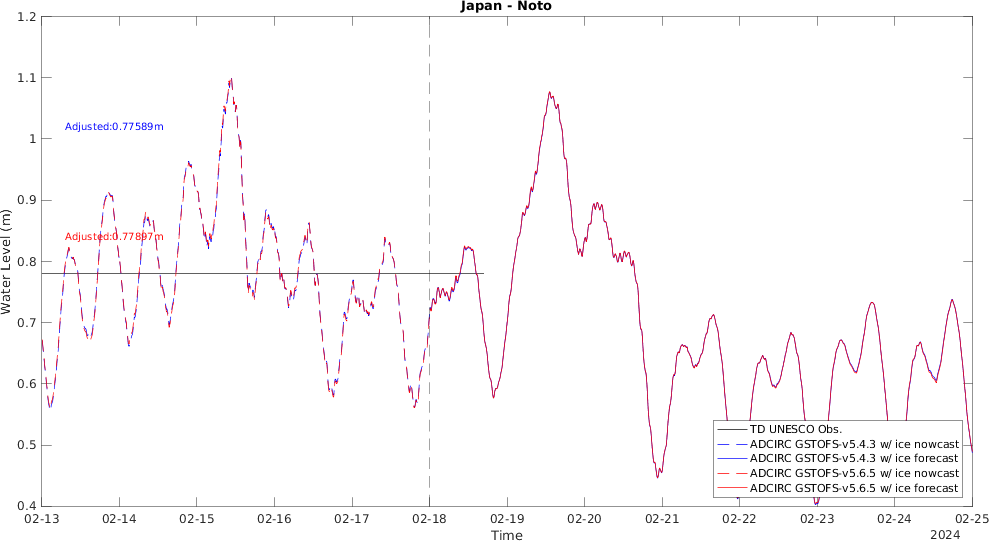 Japan - Noto
Water Level (m)
1.2
1.1
1
0.9
0.8
0.7
0.6
0.5
0.4
Adjusted:0.77589m
Adjusted:0.77897m
TD UNESCO Obs.
ADCIRC GSTOFS-v5.4.3 w/ ice nowcast
ADCIRC GSTOFS-v5.4.3 w/ ice forecast
ADCIRC GSTOFS-v5.6.5 w/ ice nowcast
ADCIRC GSTOFS-v5.6.5 w/ ice forecast
02-13 02-14 02-15 02-16 02-17 02-18 02-19 02-20 02-21 02-22 02-23 02-24 02-25
Time
2024